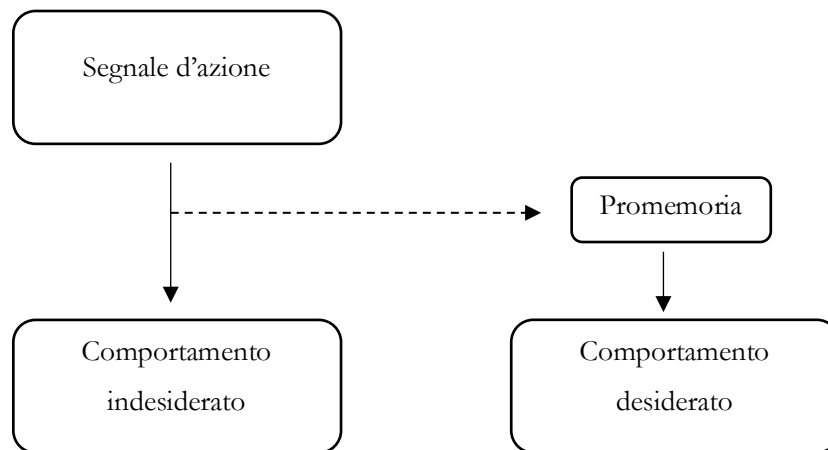 Segnale d’azione
Promemoria
Comportamento
indesiderato
Comportamento
desiderato